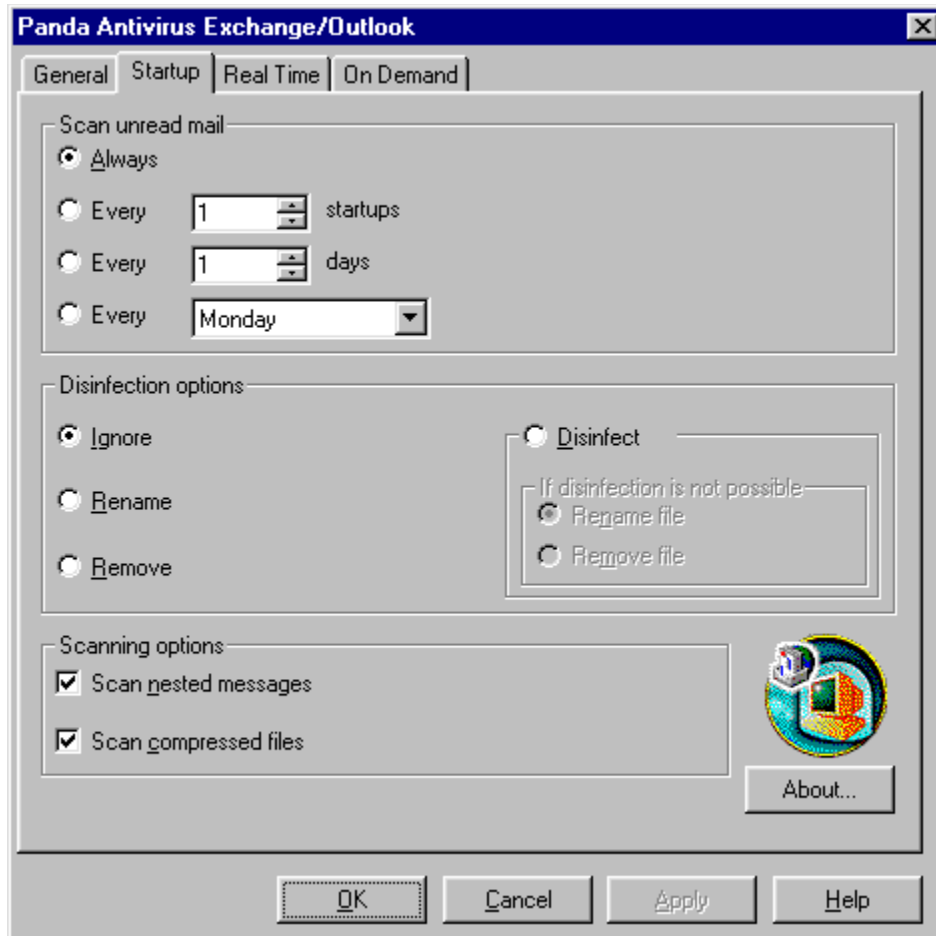 Panda Antivirus Exchange/Outlook
General Startup Real Time On Demand
Scan unread mail
Always
Every 1 startups
Every 1 days
Every Monday
Disinfection options
Ignore
Rename
Remove
Disinfect
If disinfection is not possible
Rename file
Remove file
Scanning options
Scan nested messages
Scan compressed files
About...
OK Cancel Apply Help